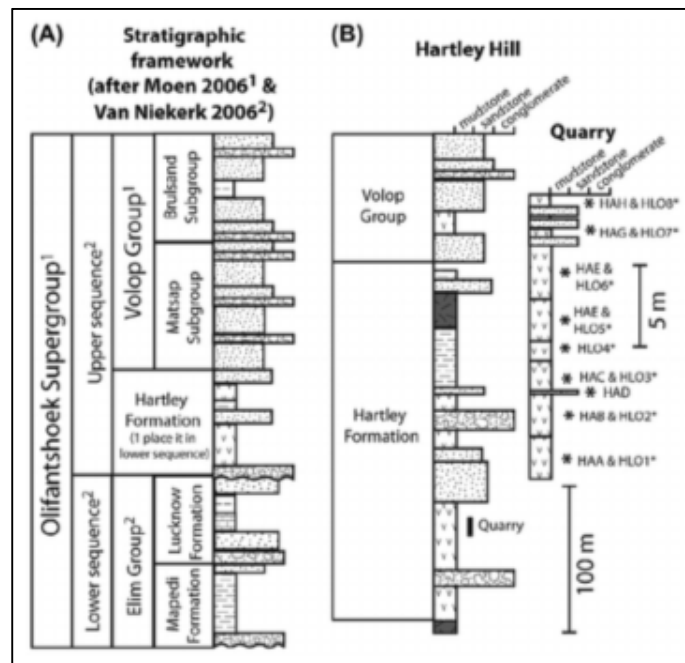 (A)
Stratigraphic
framework
(after Moen 2006¹ &
Van Niekerk 2006²)
Olifantshoek Supergroup¹
Upper sequence²
Lower sequence²
Volop Group¹
Brulsand
Subgroup
Matsap
Subgroup
Hartley
Formation
(1 place it in
lower sequence)
Elim Group²
Lucknow
Formation
Mapedi
Formation
(B)
Hartley Hill
mudstone
sandstone
conglomerate
Volop
Group
Hartley
Formation
Quarry
100 m
Quarry
mudstone
sandstone
conglomerate
* HAH & HLO8*
* HAG & HLO7*
* HAE &
HLO6*
* HAE &
HLO5*
* HLO4*
* HAC & HLO3*
* HAD
* HAB & HLO2*
* HAA & HLO1*
5 m